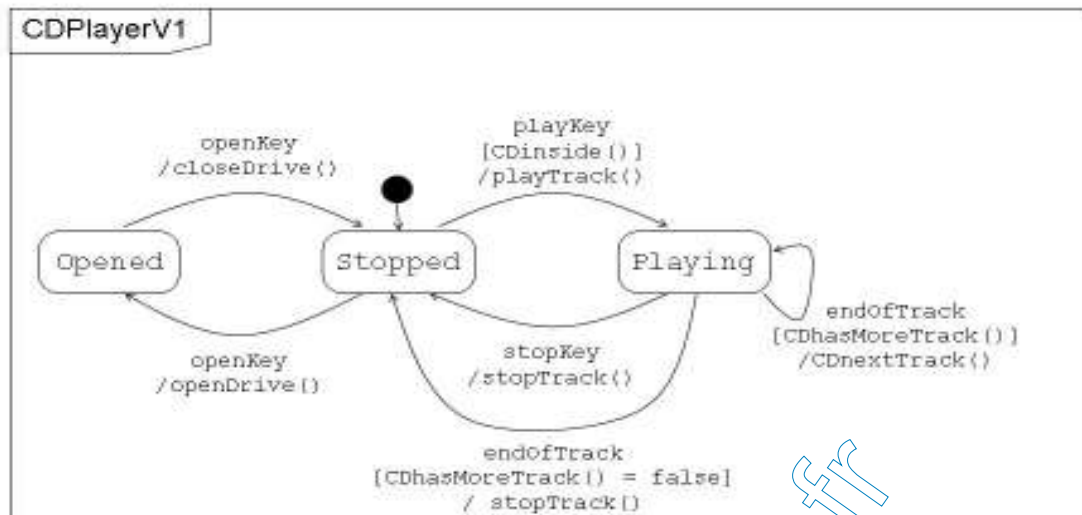 CDPlayerV1
openKey
/closeDrive()
playKey
[CDinside()]
/playTrack()
Opened
Stopped
Playing
openKey
/openDrive()
stopKey
/stopTrack()
endOfTrack
[CDhasMoreTrack()]
/CDnextTrack()
endOfTrack
[CDhasMoreTrack() = false]
/ stopTrack()
fr